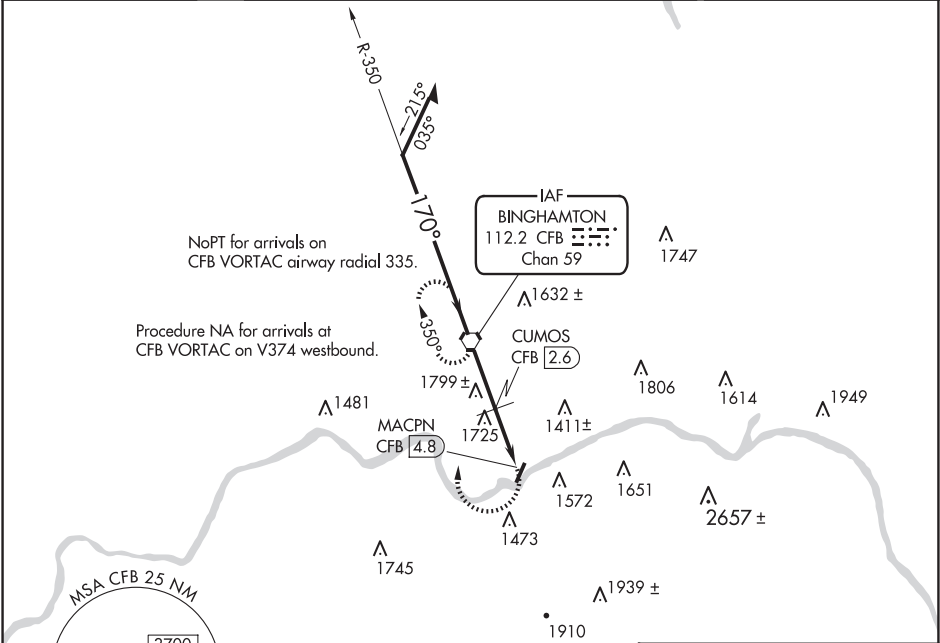 R-350
215°
035°
170°
IAF
BINGHAMTON
112.2 CFB
Chan 59
1747
NoPT for arrivals on
CFB VORTAC airway radial 335.
1632 ±
350°
Procedure NA for arrivals at
CFB VORTAC on V374 westbound.
CUMOS
CFB 2.6
1799 ±
1806
1614
1949
1481
1725
1411±
MACPN
CFB 4.8
1572
1651
2657 ±
1473
1745
1939 ±
1910
MSA CFB 25 NM